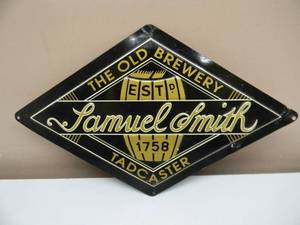 THE OLD BREWERY
ESTD
Samuel Smith
1758
TADCASTER